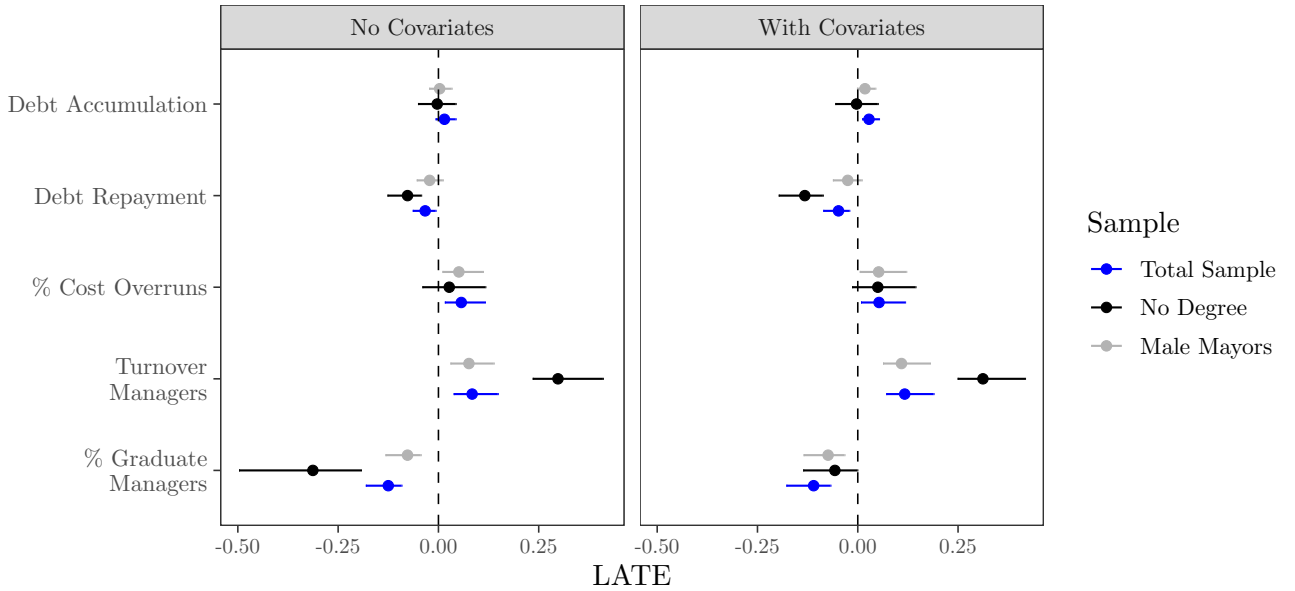 No Covariates
With Covariates
Debt Accumulation
Debt Repayment
% Cost Overruns
Turnover
Managers
% Graduate
Managers
-0.50
-0.25
0.00
0.25
-0.50
-0.25
0.00
0.25
LATE
Sample
Total Sample
No Degree
Male Mayors